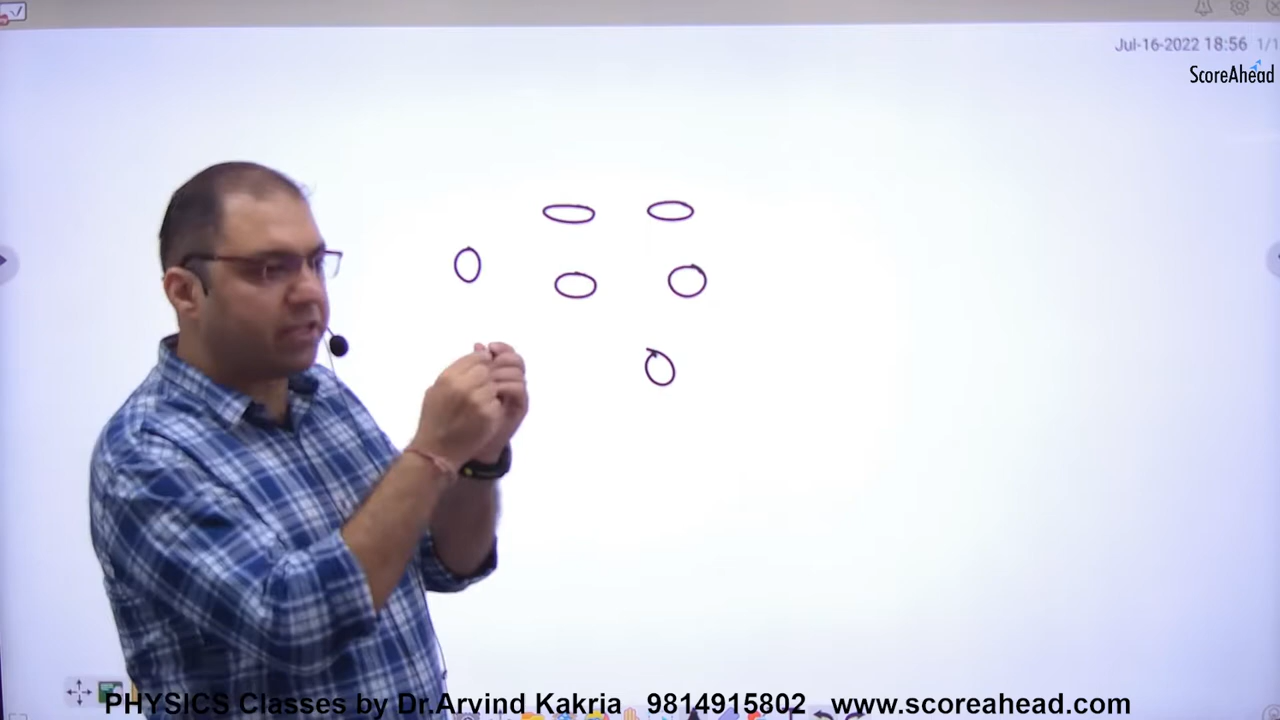 Jul-16-2022 18:56 1/1
ScoreAhead
PHYSICS Classes by Dr.Arvind Kakria 9814915802 www.scoreahead.com